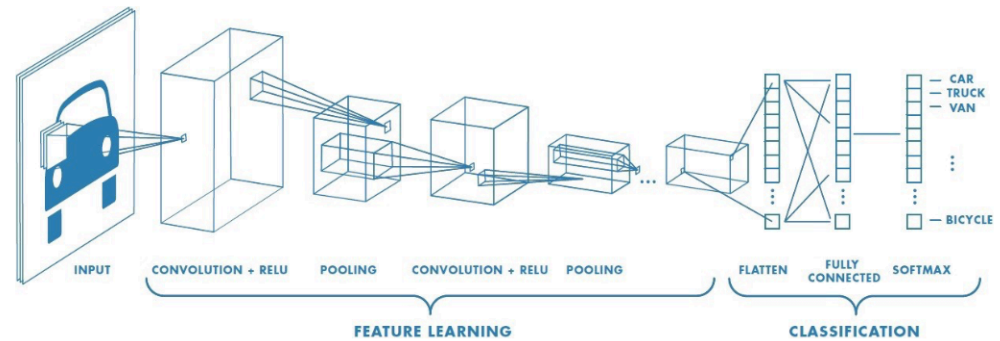 CAR
TRUCK
VAN
BICYCLE
INPUT
CONVOLUTION + RELU
POOLING
CONVOLUTION + RELU
POOLING
FLATTEN
FULLY
CONNECTED
SOFTMAX
FEATURE LEARNING
CLASSIFICATION